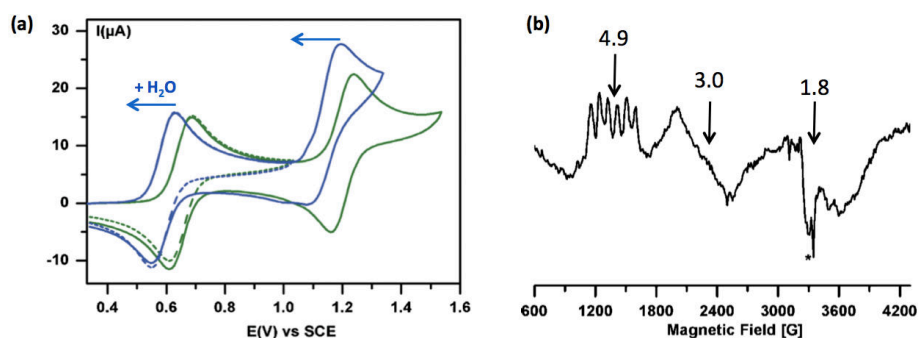 (a)
I(μA)
30
20
10
0
-10
+ H₂O
0.4 0.6 0.8 1.0 1.2 1.4 1.6
E(V) vs SCE
(b)
4.9
3.0
1.8
*
600 1200 1800 2400 3000 3600 4200
Magnetic Field [G]